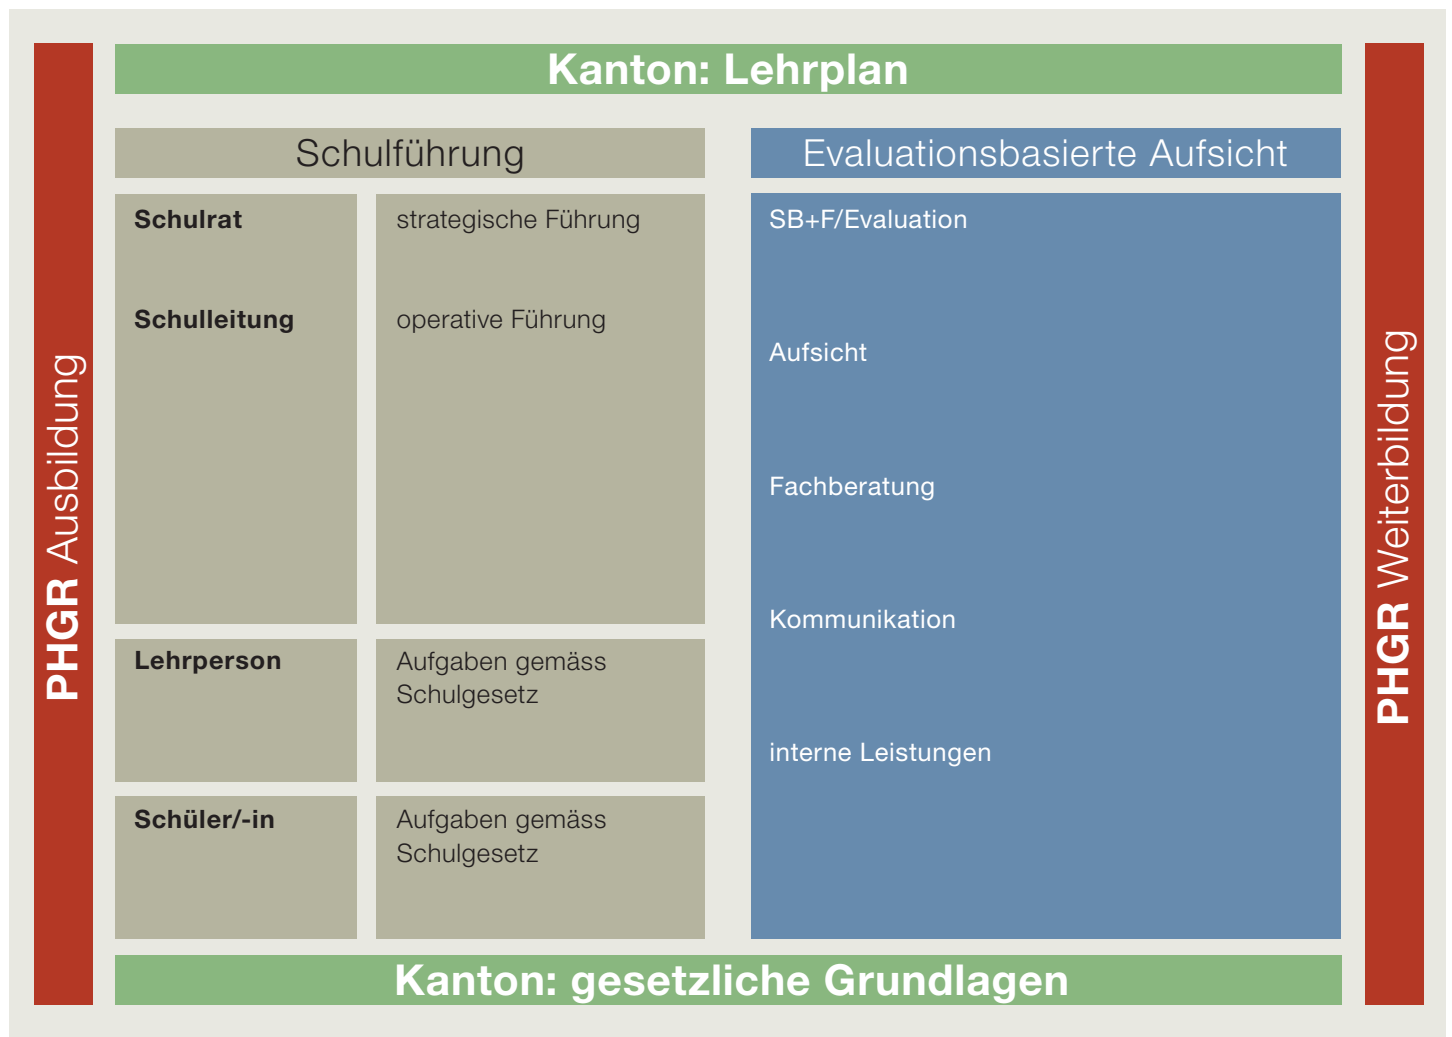 Kanton: Lehrplan
PHGR Ausbildung
Schulführung
Schulrat
strategische Führung
Schulleitung
operative Führung
Lehrperson
Aufgaben gemäss
Schulgesetz
Schüler/-in
Aufgaben gemäss
Schulgesetz
Evaluationsbasierte Aufsicht
SB+F/Evaluation
Aufsicht
Fachberatung
Kommunikation
interne Leistungen
PHGR Weiterbildung
Kanton: gesetzliche Grundlagen